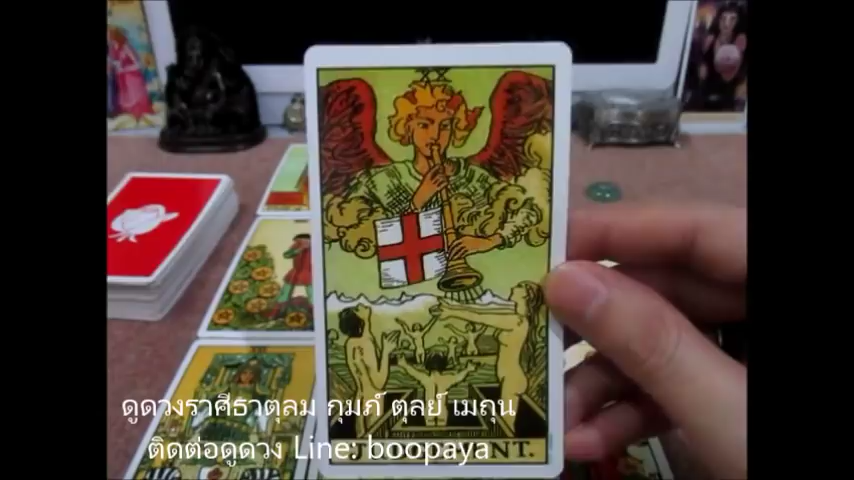 XX
ดูดวงราศีธาตุลม กุมภ์ ตุลย์ เมถุน
ติดต่อดูดวง Line: boopaya